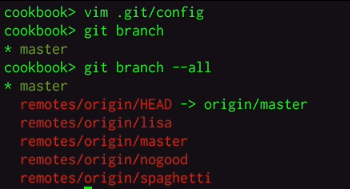 cookbook> vim .git/config
cookbook> git branch
* master
cookbook> git branch --all
* master
remotes/origin/HEAD -> origin/master
remotes/origin/lisa
remotes/origin/master
remotes/origin/nogood
remotes/origin/spaghetti